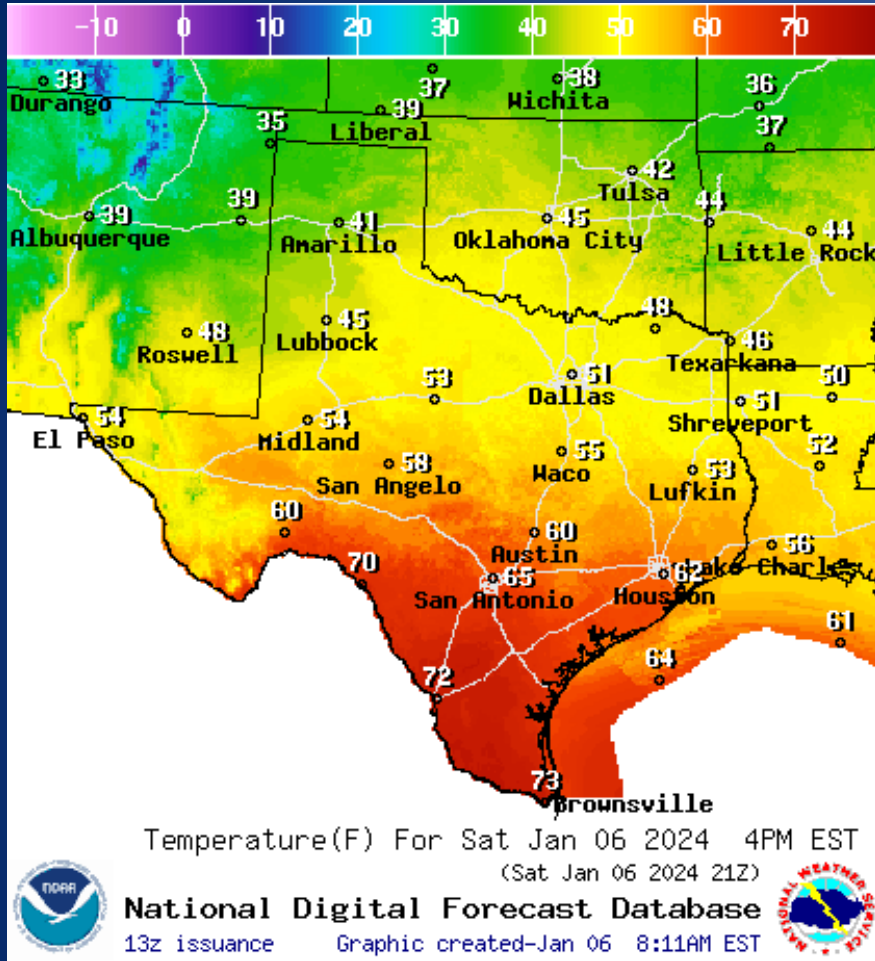 -10 0 10 20 30 40 50 60 70
33
Durango
37
38
Wichita
36
39
Liberal
35
37
42
Tulsa
39
Albuquerque
39
41
Amarillo
45
Oklahoma City
44
44
Little Rock
48
Roswell
45
Lubbock
48
46
Texarkana
51
Dallas
53
50
51
Shreveport
54
El Paso
54
Midland
58
San Angelo
55
Waco
53
Lufkin
52
60
60
Austin
56
Lake Charles
70
65
San Antonio
62
Houston
61
64
72
73
Brownsville
Temperature(F) For Sat Jan 06 2024 4PM EST
(Sat Jan 06 2024 21Z)
NOAA
National Digital Forecast Database
13z issuance Graphic created-Jan 06 8:11AM EST
NATIONAL WEATHER SERVICE